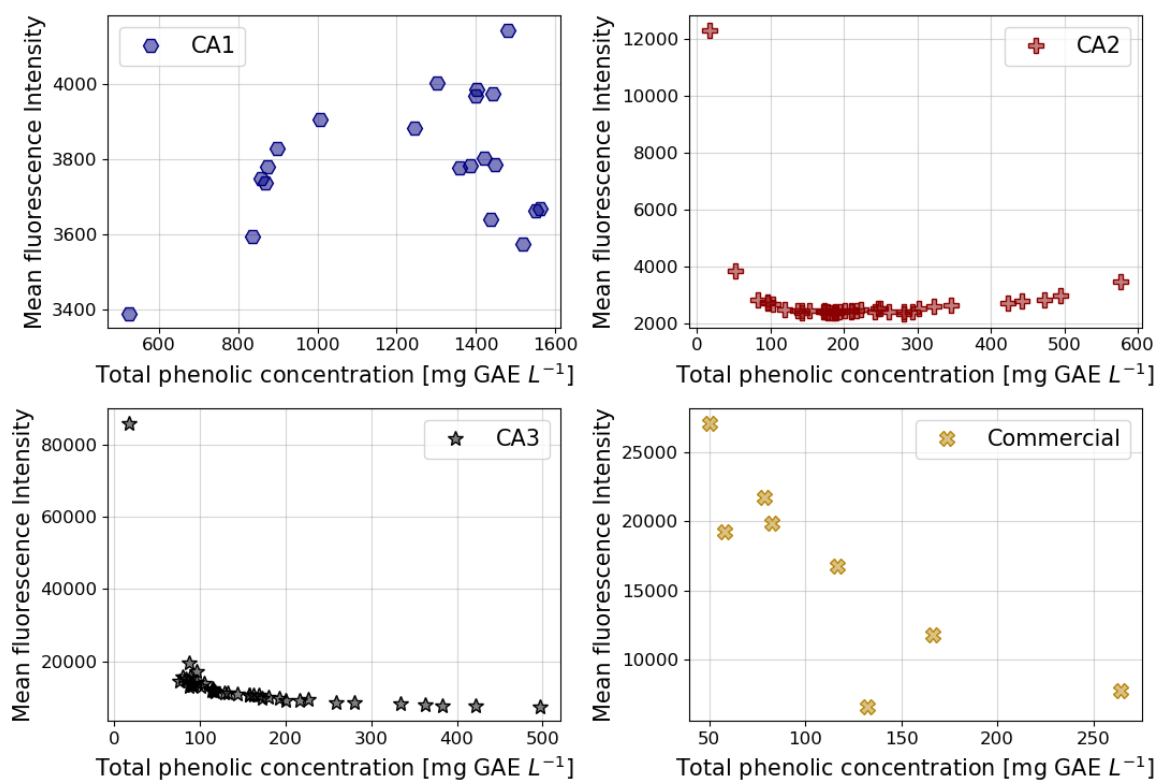 CA1
4000
3800
3600
3400
600 800 1000 1200 1400 1600
Mean fluorescence Intensity
Total phenolic concentration [mg GAE L⁻¹]
CA2
12000
10000
8000
6000
4000
2000
0 100 200 300 400 500 600
Mean fluorescence Intensity
Total phenolic concentration [mg GAE L⁻¹]
CA3
80000
60000
40000
20000
0 100 200 300 400 500
Mean fluorescence Intensity
Total phenolic concentration [mg GAE L⁻¹]
Commercial
25000
20000
15000
10000
50 100 150 200 250
Mean fluorescence Intensity
Total phenolic concentration [mg GAE L⁻¹]